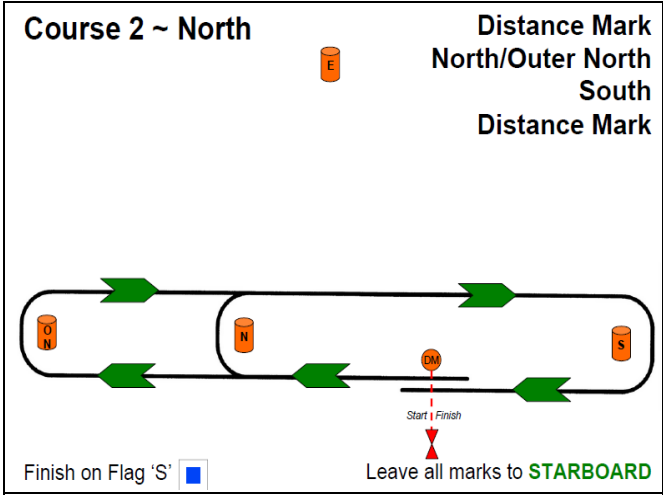 Course 2 ~ North
Distance Mark
North/Outer North
South
Distance Mark
E
O
N
N
S
DM
Start Finish
Finish on Flag ‘S’
Leave all marks to STARBOARD